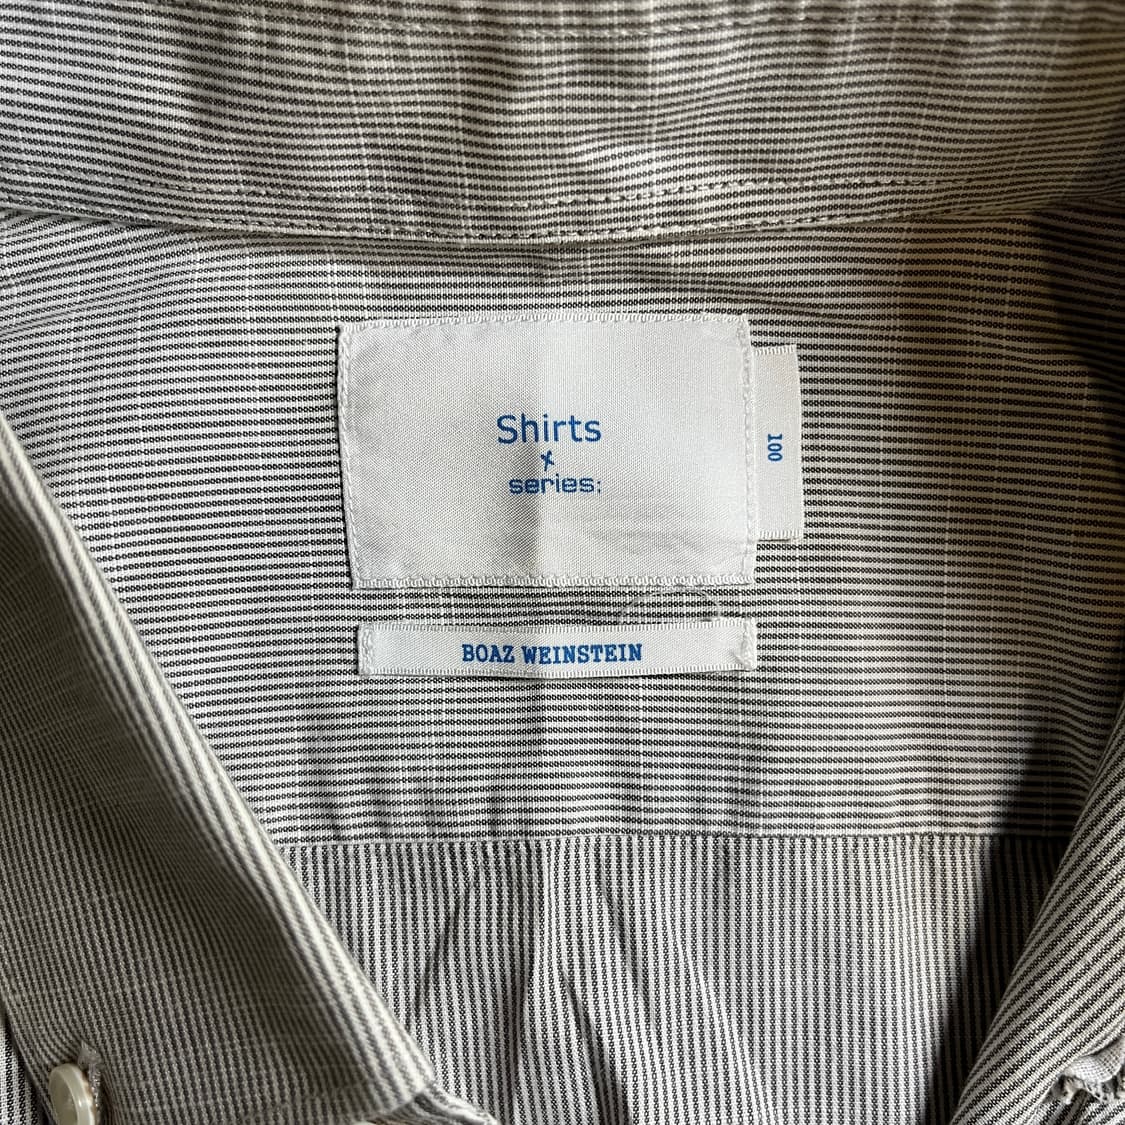 Shirts
x
series;
100
BOAZ WEINSTEIN